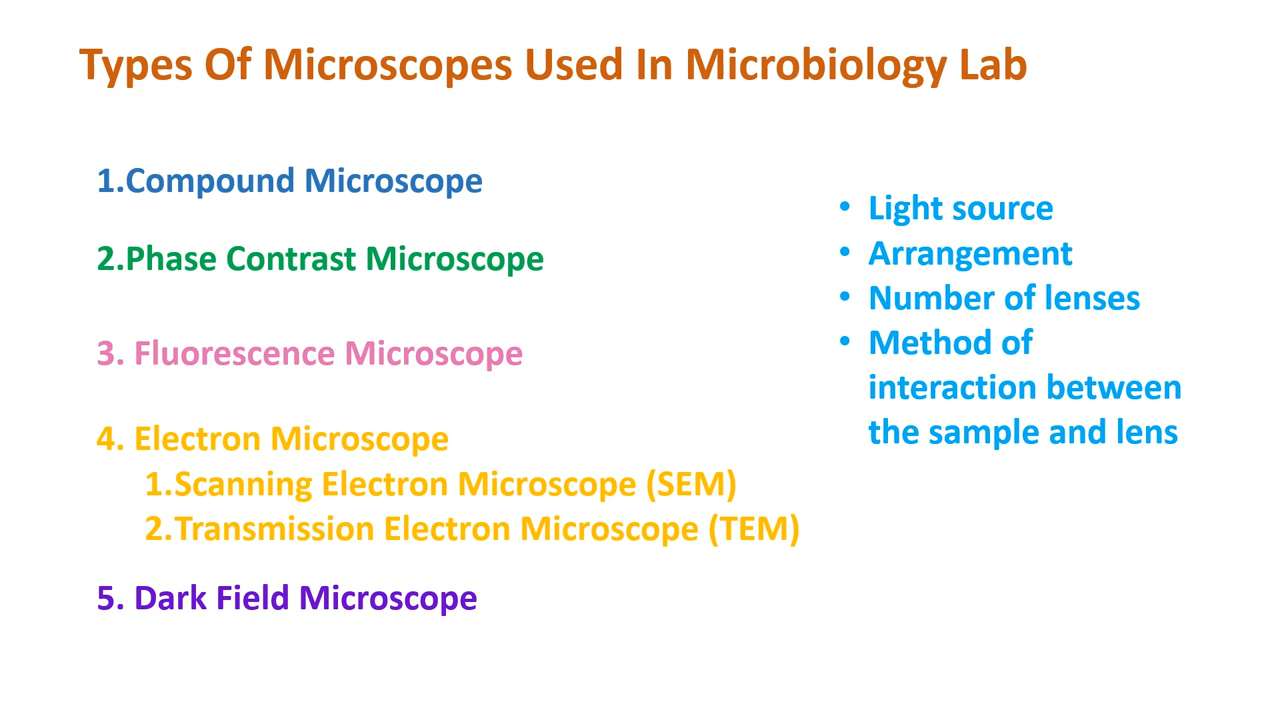 Types Of Microscopes Used In Microbiology Lab
1.Compound Microscope
2.Phase Contrast Microscope
3. Fluorescence Microscope
4. Electron Microscope
1.Scanning Electron Microscope (SEM)
2.Transmission Electron Microscope (TEM)
5. Dark Field Microscope
• Light source
• Arrangement
• Number of lenses
• Method of
interaction between
the sample and lens